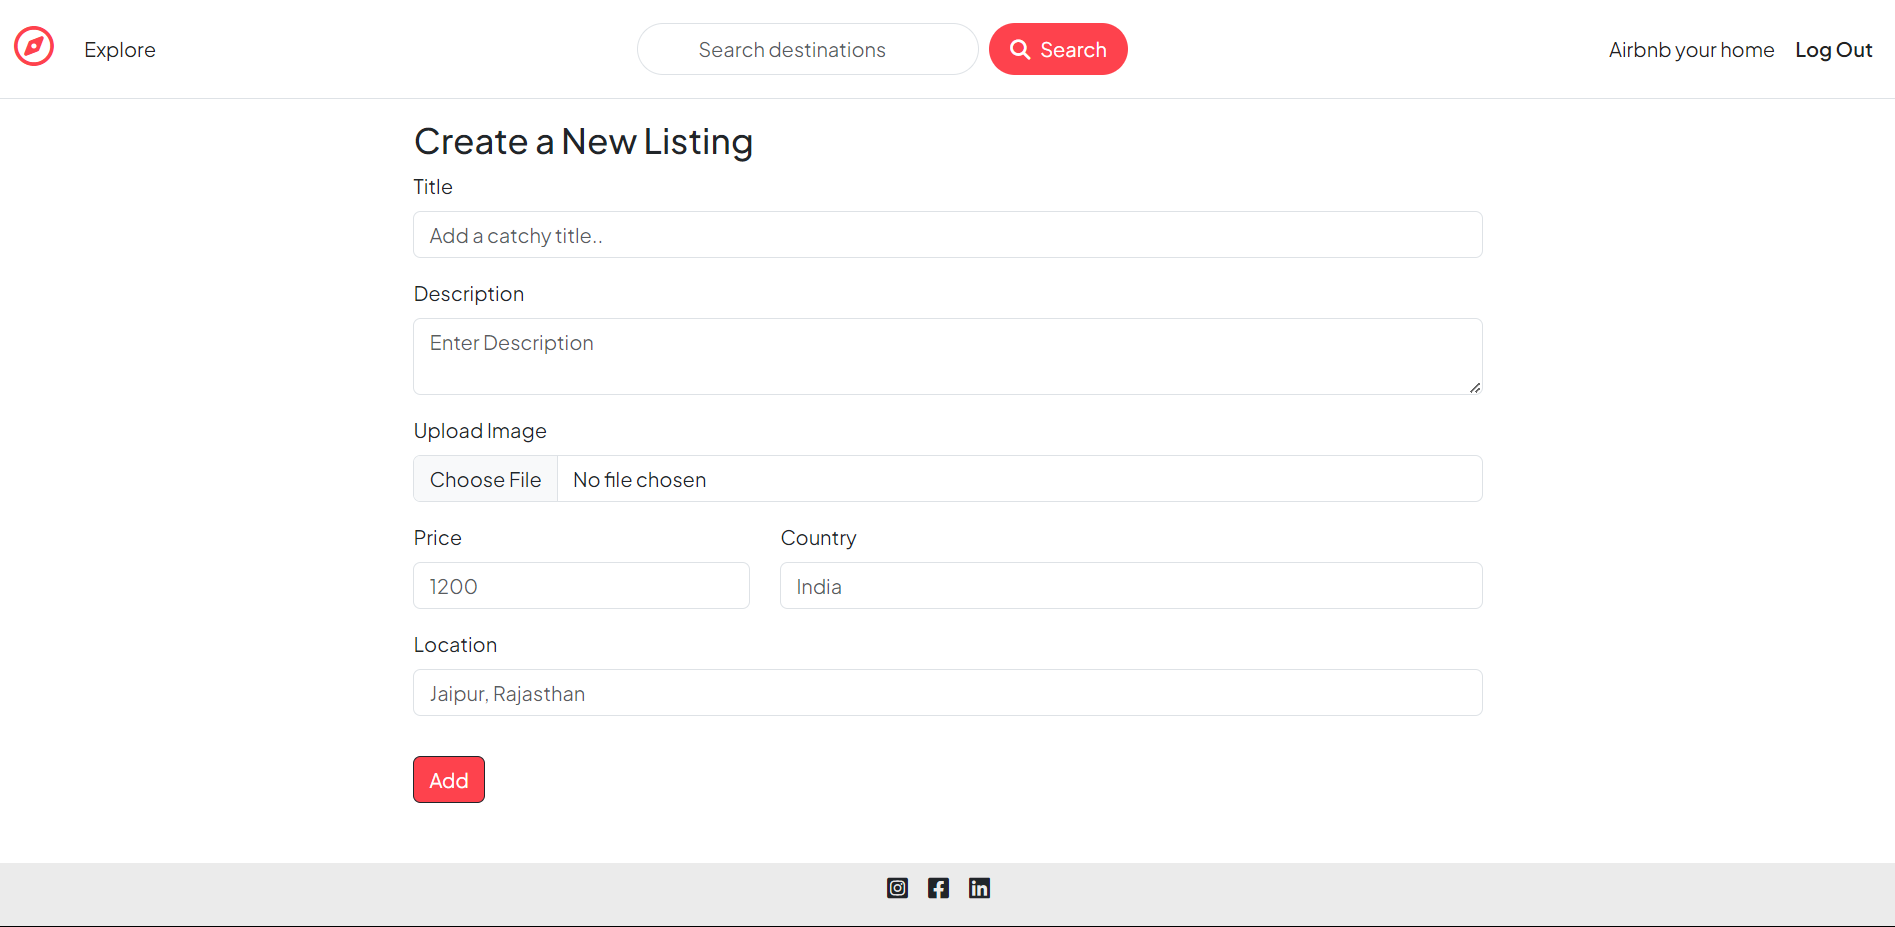 Explore
Search destinations
Search
Airbnb your home
Log Out
Create a New Listing
Title
Add a catchy title..
Description
Enter Description
Upload Image
Choose File
No file chosen
Price
Country
1200
India
Location
Jaipur, Rajasthan
Add